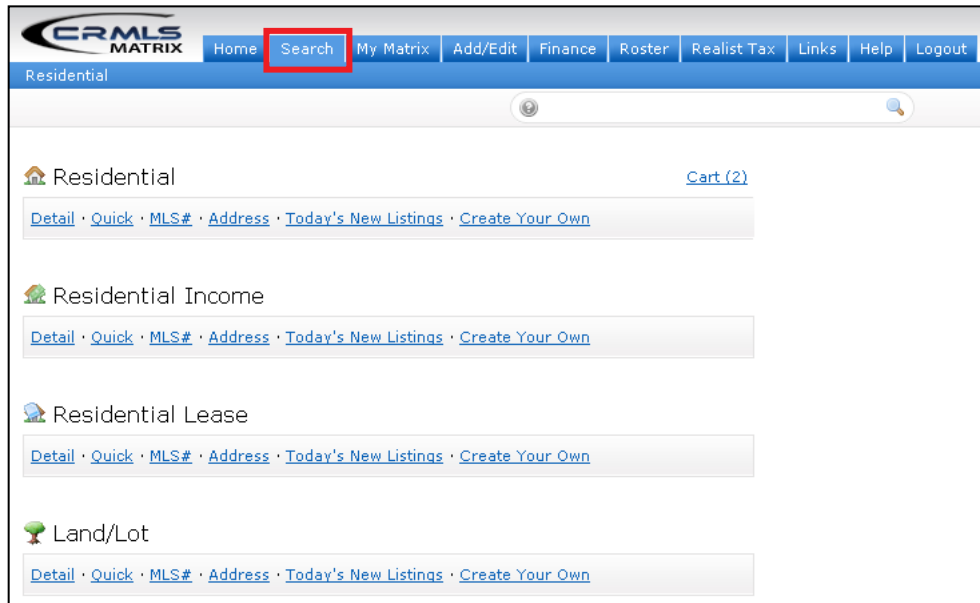 CRMLS
MATRIX
Home Search My Matrix Add/Edit Finance Roster Realist Tax Links Help Logout
Residential
Residential Cart (2)
Detail · Quick · MLS# · Address · Today's New Listings · Create Your Own
Residential Income
Detail · Quick · MLS# · Address · Today's New Listings · Create Your Own
Residential Lease
Detail · Quick · MLS# · Address · Today's New Listings · Create Your Own
Land/Lot
Detail · Quick · MLS# · Address · Today's New Listings · Create Your Own